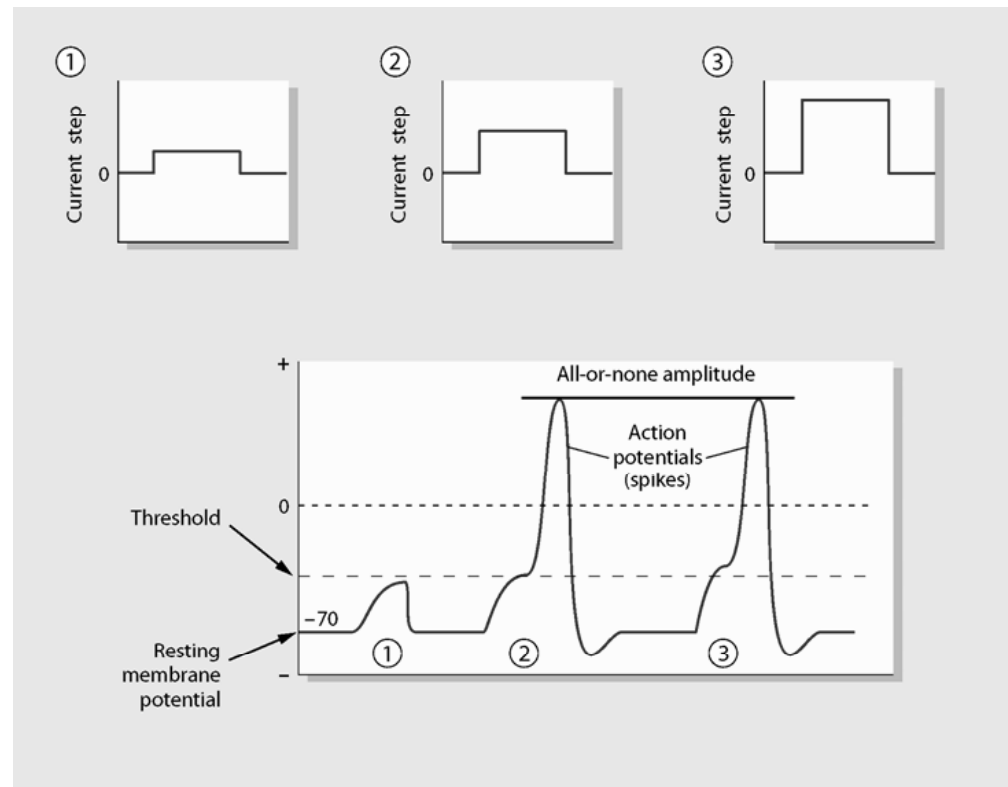 ①
②
③
Current step
0
Current step
0
Current step
0
+
All-or-none amplitude
Action
potentials
(spikes)
0
Threshold
–70
①
②
③
Resting
membrane
potential
–